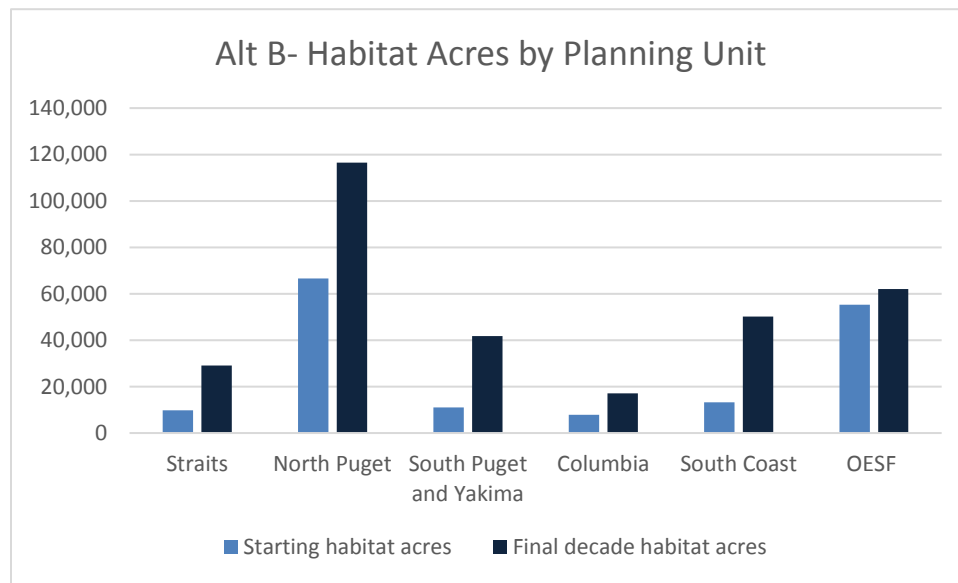 Alt B- Habitat Acres by Planning Unit
140,000
120,000
100,000
80,000
60,000
40,000
20,000
0
Straits North Puget South Puget Columbia South Coast OESF
and Yakima
Starting habitat acres Final decade habitat acres